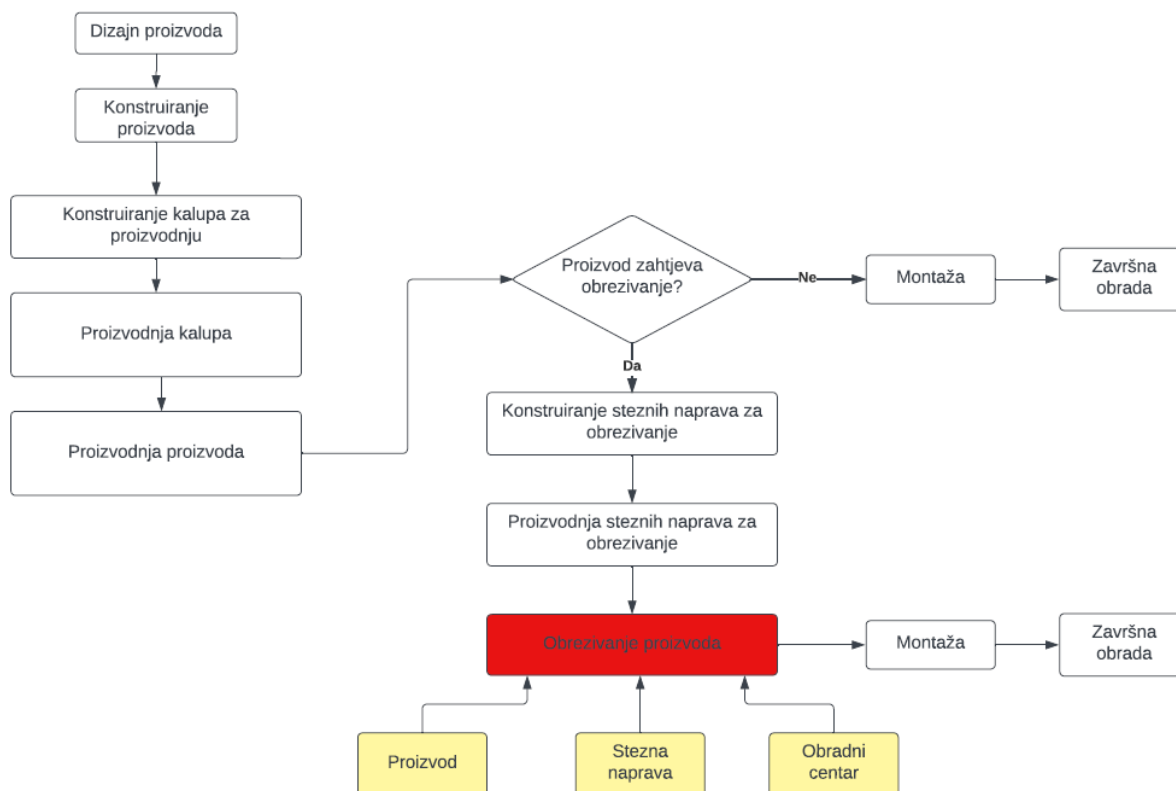 Dizajn proizvoda
Konstruiranje
proizvoda
Konstruiranje kalupa za
proizvodnju
Proizvodnja kalupa
Proizvodnja proizvoda
Proizvod zahtjeva
obrezivanje?
Ne
Montaža
Završna
obrada
Da
Konstruiranje steznih naprava za
obrezivanje
Proizvodnja steznih naprava za
obrezivanje
Obrezivanje proizvoda
Montaža
Završna
obrada
Proizvod
Stezna
naprava
Obradni
centar